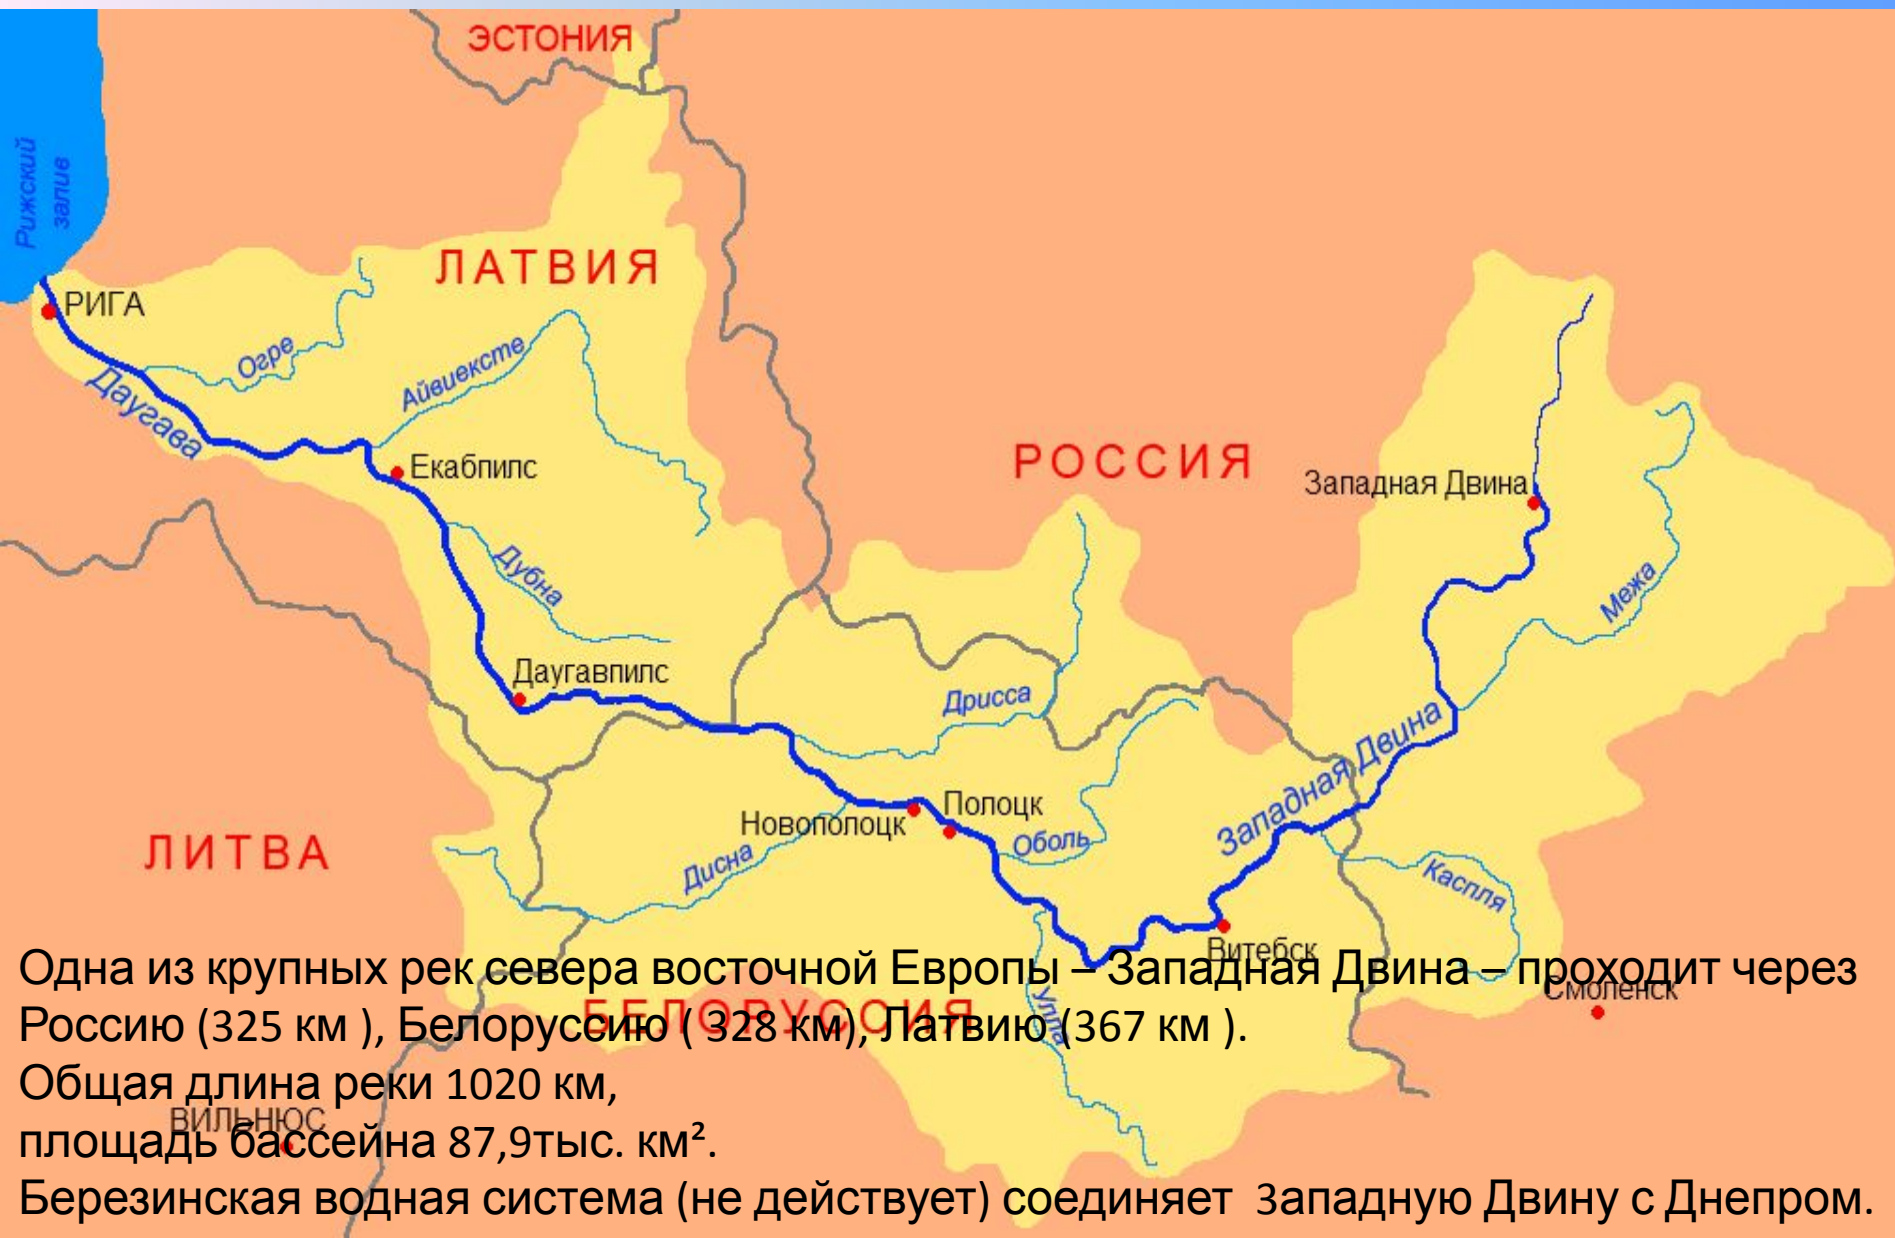 ЭСТОНИЯ
Рижский
залив
ЛАТВИЯ
РИГА
Огре
Айвиексте
Даугава
Екабпилс
РОССИЯ
Западная Двина
Дубна
Межа
Даугавпилс
Дрисса
Западная Двина
Полоцк
Новополоцк
Оболь
ЛИТВА
Дисна
Каспля
Витебск
Одна из крупных рек севера восточной Европы – Западная Двина – проходит через
Смоленск
БЕЛОРУССИЯ
Улла
Россию (325 км ), Белоруссию ( 328 км), Латвию (367 км ).
Общая длина реки 1020 км,
ВИЛЬНЮС
площадь бассейна 87,9тыс. км².
Березинская водная система (не действует) соединяет Западную Двину с Днепром.